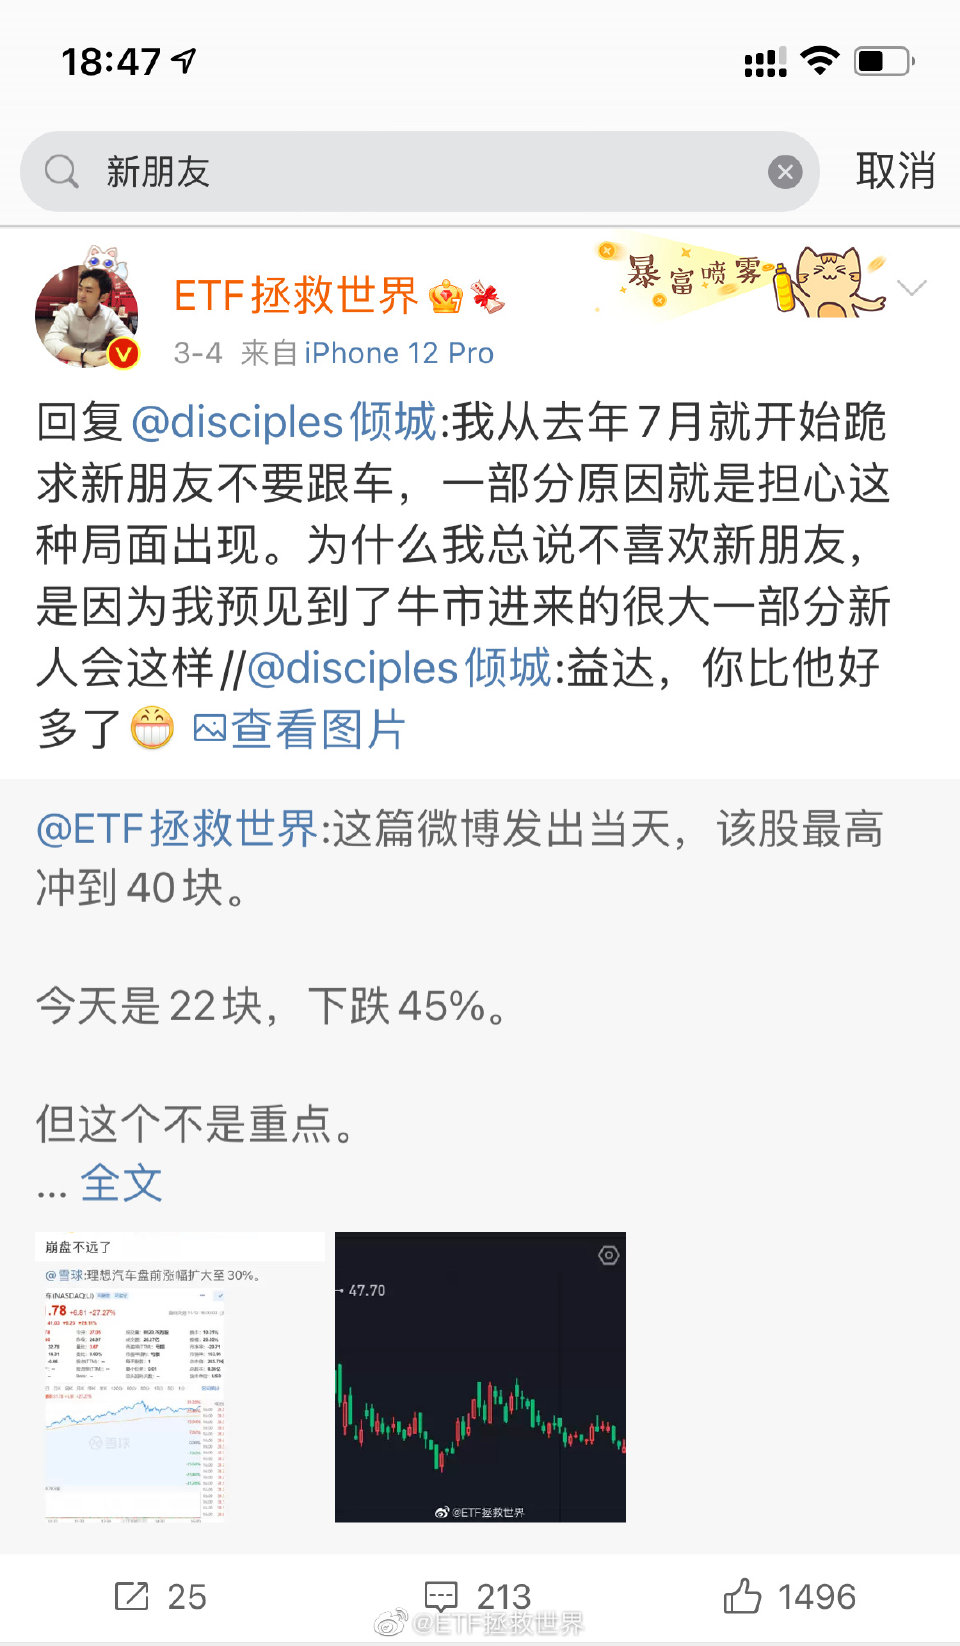 18:47
新朋友
取消
暴富喷雾
ETF拯救世界
3-4 来自 iPhone 12 Pro
回复@disciples倾城:我从去年7月就开始跪
求新朋友不要跟车，一部分原因就是担心这
种局面出现。为什么我总说不喜欢新朋友，
是因为我预见到了牛市进来的很大一部分新
人会这样//@disciples倾城:益达，你比他好
多了 查看图片
@ETF拯救世界:这篇微博发出当天，该股最高
冲到40块。
今天是22块，下跌45%。
但这个不是重点。
... 全文
崩盘不远了
@雪球:理想汽车盘前涨幅扩大至30%。
车(NASDAQ:LI)
.78 +6.81 +27.27%
雪球
47.70
@ETF拯救世界
25
213
1496
@ETF拯救世界